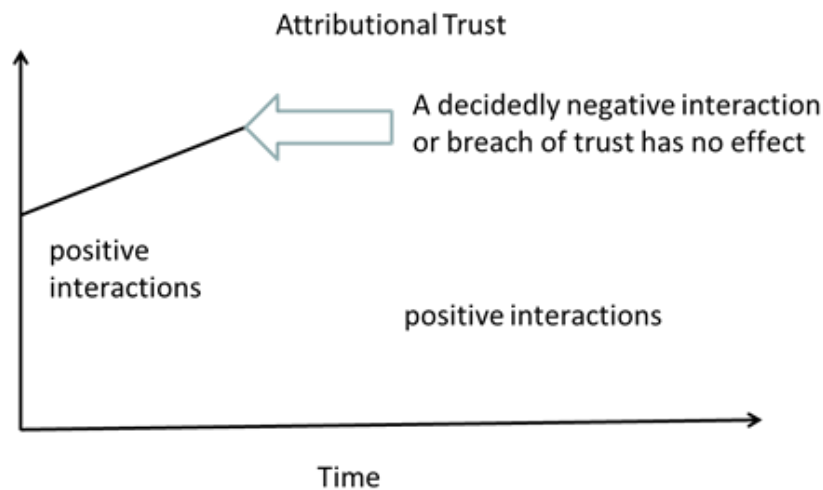 Attributional Trust
A decidedly negative interaction
or breach of trust has no effect
positive
interactions
positive interactions
Time